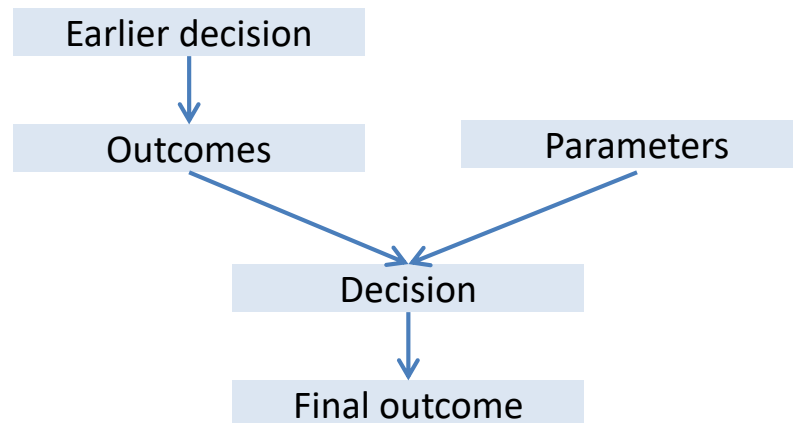 Earlier decision
Outcomes
Parameters
Decision
Final outcome